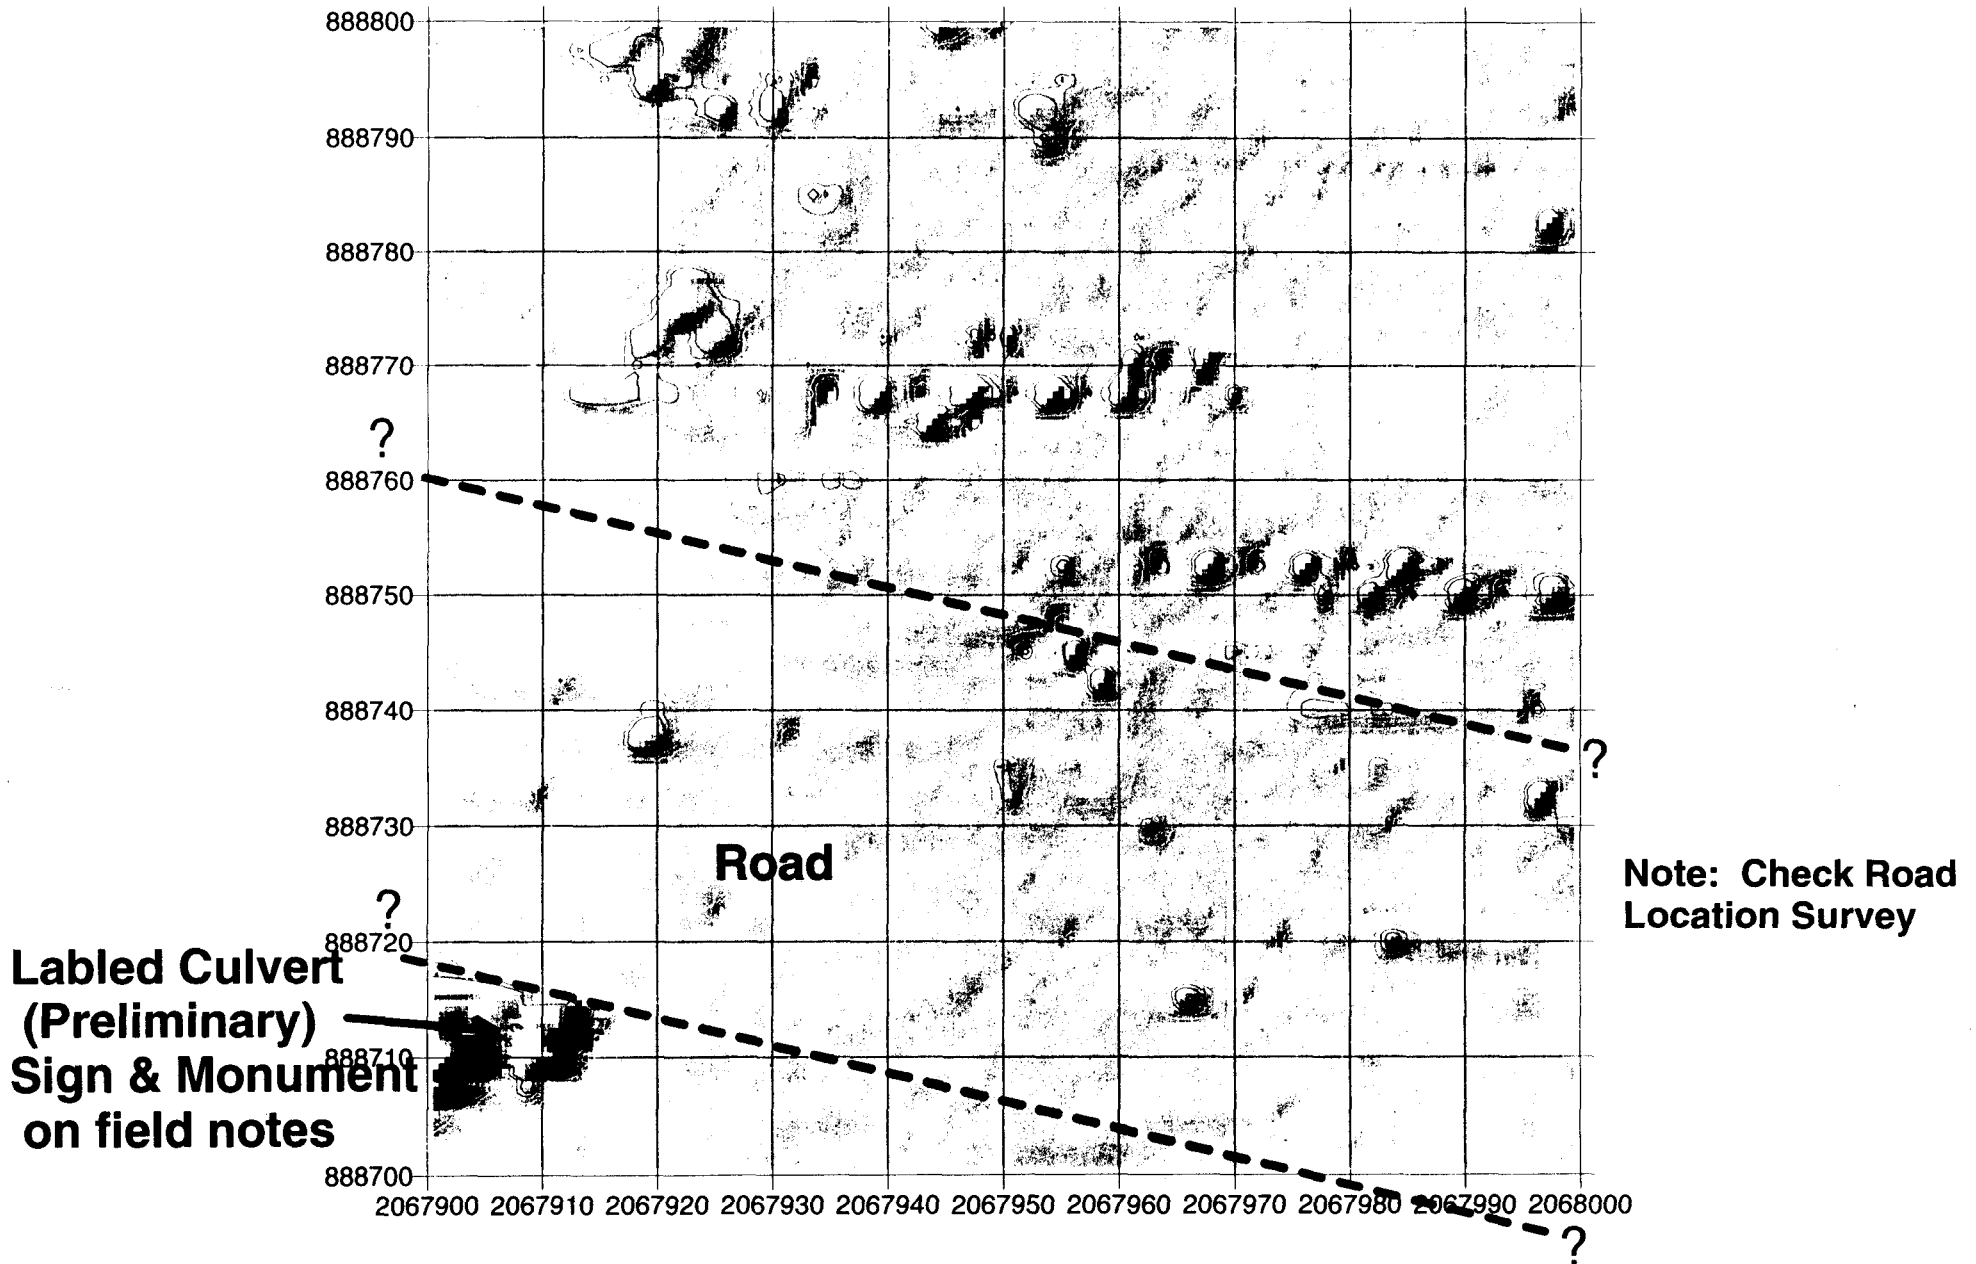 888800
888790
888780
888770
?
888760
888750
888740
?
888730
Road
Note: Check Road
Location Survey
?
888720
Labled Culvert
(Preliminary)
888710
Sign & Monument
on field notes
888700
2067900 2067910 2067920 2067930 2067940 2067950 2067960 2067970 2067980 2067990 2068000
?